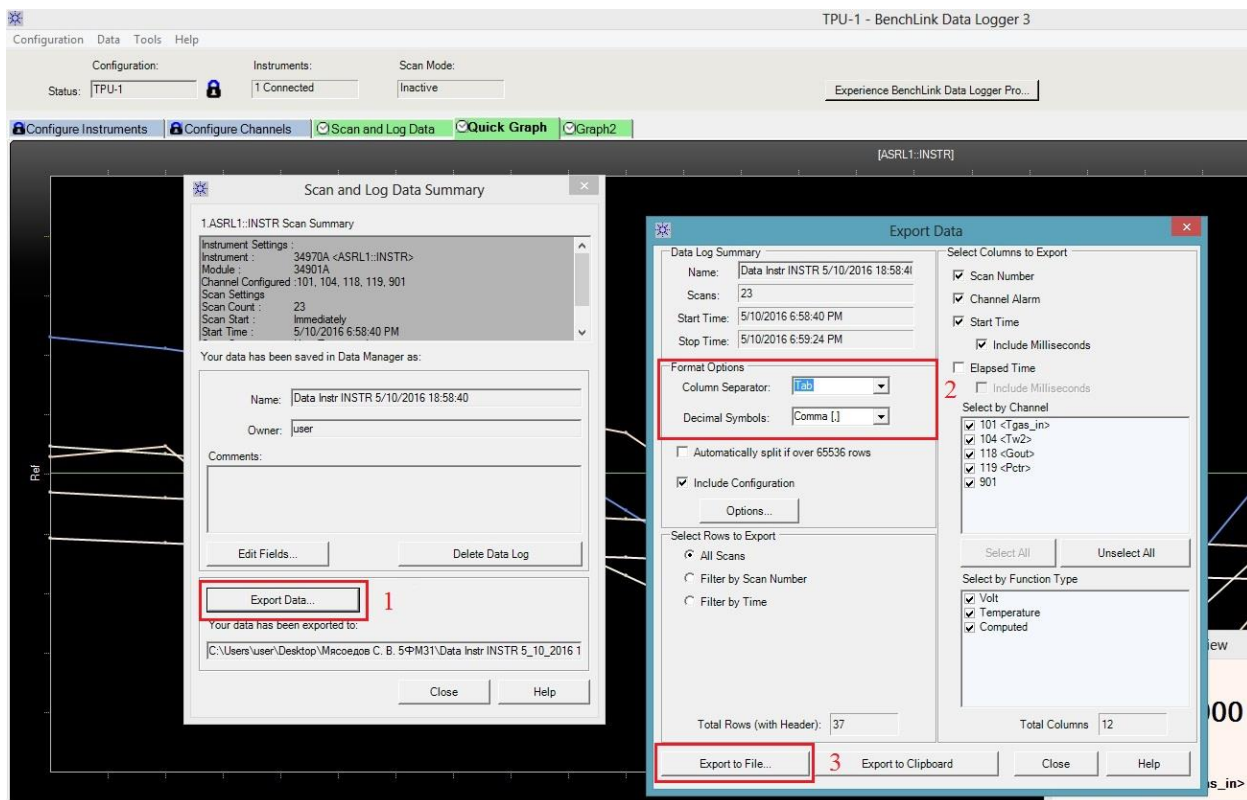 TPU-1 - BenchLink Data Logger 3
Configuration Data Tools Help
Configuration: Instruments: Scan Mode:
Status: TPU-1 1 Connected Inactive
Experience BenchLink Data Logger Pro...
Configure Instruments Configure Channels Scan and Log Data Quick Graph Graph2
[ASRL1::INSTR]
Ref
Scan and Log Data Summary
1.ASRL1::INSTR Scan Summary
Instrument Settings :
Instrument : 34970A <ASRL1::INSTR>
Module : 34901A
Channel Configured :101, 104, 118, 119, 901
Scan Settings
Scan Count : 23
Scan Start : Immediately
Start Time : 5/10/2016 6:58:40 PM
Your data has been saved in Data Manager as:
Name: Data Instr INSTR 5/10/2016 18:58:40
Owner: user
Comments:
Edit Fields... Delete Data Log
Export Data... 1
Your data has been exported to:
C:\Users\user\Desktop\Мясоедов С. В. 5ФМ31\Data Instr INSTR 5_10_2016 1
Close Help
Export Data
Data Log Summary
Name: Data Instr INSTR 5/10/2016 18:58:40
Scans: 23
Start Time: 5/10/2016 6:58:40 PM
Stop Time: 5/10/2016 6:59:24 PM
Format Options
Column Separator: Tab
Decimal Symbols: Comma [,]
2
Automatically split if over 65536 rows
Include Configuration
Options...
Select Rows to Export
All Scans
Filter by Scan Number
Filter by Time
Total Rows (with Header): 37
Select Columns to Export
Scan Number
Channel Alarm
Start Time
Include Milliseconds
Elapsed Time
Include Milliseconds
Select by Channel
101 <Tgas_in>
104 <Tw2>
118 <Gout>
119 <Pctr>
901
Select All Unselect All
Select by Function Type
Volt
Temperature
Computed
Total Columns 12
Export to File... 3 Export to Clipboard Close Help
iew
000
as_in>